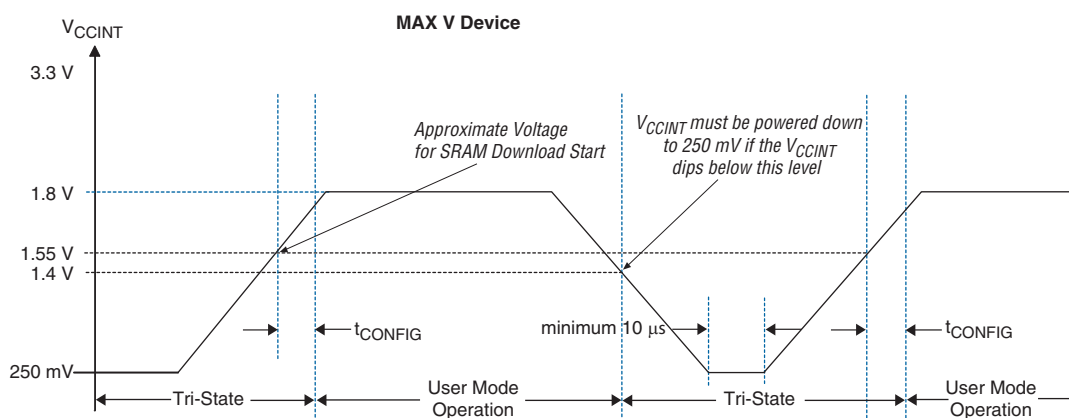 MAX V Device
VCCINT
3.3 V
Approximate Voltage
for SRAM Download Start
VCCINT must be powered down
to 250 mV if the VCCINT
dips below this level
1.8 V
1.55 V
1.4 V
tCONFIG
minimum 10 µs
tCONFIG
250 mV
Tri-State
User Mode
Operation
Tri-State
User Mode
Operation